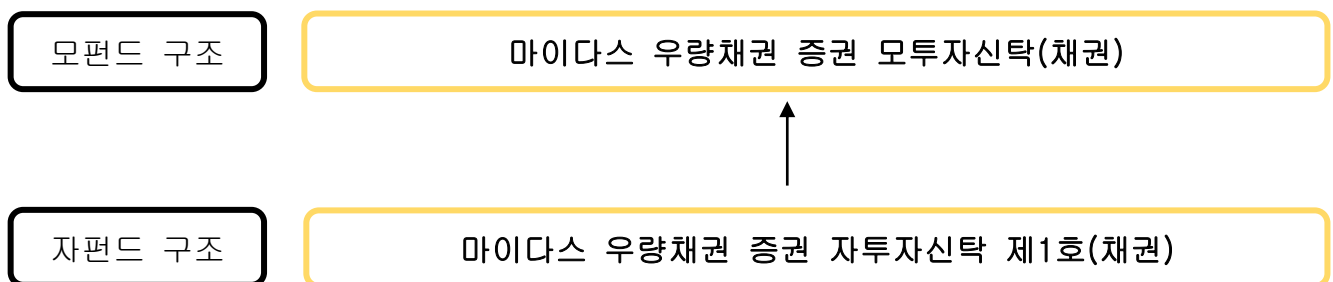 모펀드 구조
마이다스 우량채권 증권 모투자신탁(채권)
자펀드 구조
마이다스 우량채권 증권 자투자신탁 제1호(채권)